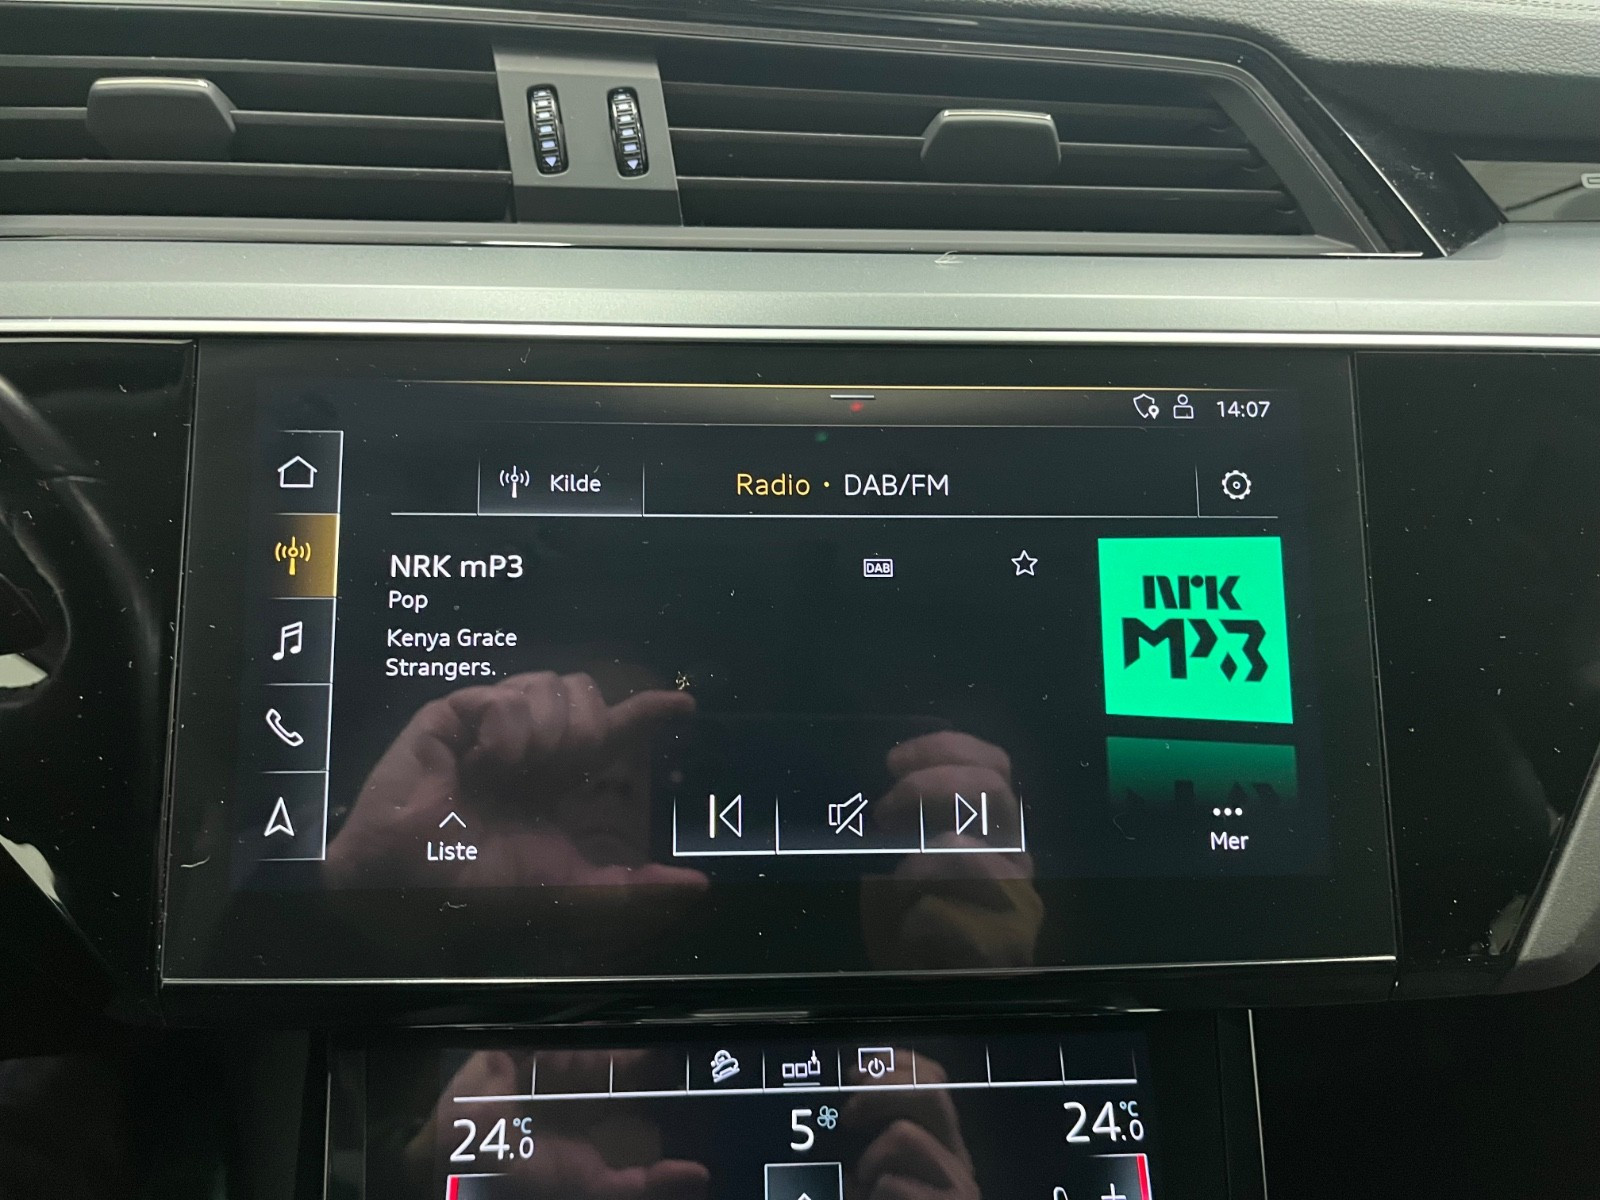 14:07
Kilde
Radio • DAB/FM
NRK mP3
DAB
Pop
Kenya Grace
Strangers.
NRK
MP3
Liste
Mer
24.0 °C
5
24.0 °C